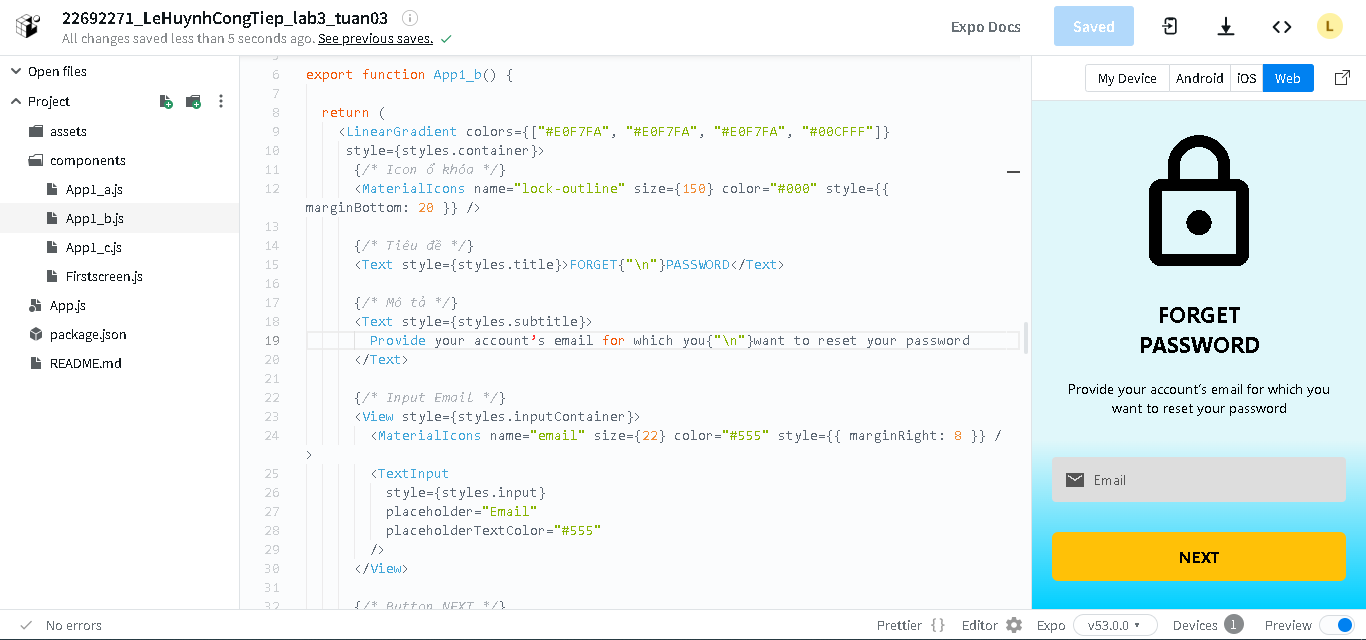 22692271_LeHuynhCongTiep_lab3_tuan03
All changes saved less than 5 seconds ago. See previous saves.
Expo Docs
Saved
L
Open files
Project
assets
components
App1_a.js
App1_b.js
App1_c.js
Firstscreen.js
App.js
package.json
README.md
6 export function App1_b() {
7
8 return (
9 <LinearGradient colors={["#E0F7FA", "#E0F7FA", "#E0F7FA", "#00CFFF"]}
10 style={styles.container}>
11 {/* Icon ổ khóa */}
12 <MaterialIcons name="lock-outline" size={150} color="#000" style={{
marginBottom: 20 }} />
13
14 {/* Tiêu đề */}
15 <Text style={styles.title}>FORGET{"\n"}PASSWORD</Text>
16
17 {/* Mô tả */}
18 <Text style={styles.subtitle}>
19 Provide your account’s email for which you{"\n"}want to reset your password
20 </Text>
21
22 {/* Input Email */}
23 <View style={styles.inputContainer}>
24 <MaterialIcons name="email" size={22} color="#555" style={{ marginRight: 8 }} /
>
25 <TextInput
26 style={styles.input}
27 placeholder="Email"
28 placeholderTextColor="#555"
29 />
30 </View>
31
32 {/* Button NEXT */}
My Device
Android
iOS
Web
FORGET
PASSWORD
Provide your account’s email for which you
want to reset your password
Email
NEXT
No errors
Prettier { }
Editor
Expo
v53.0.0
Devices 1
Preview